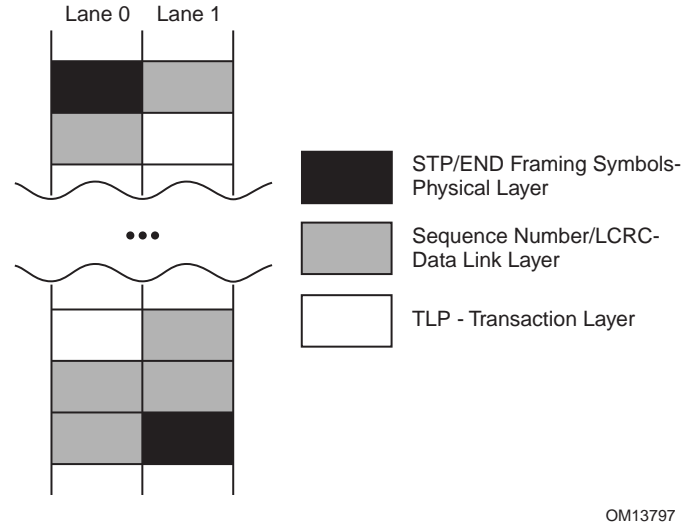 Lane 0 Lane 1
STP/END Framing Symbols-
Physical Layer
Sequence Number/LCRC-
Data Link Layer
TLP - Transaction Layer
OM13797